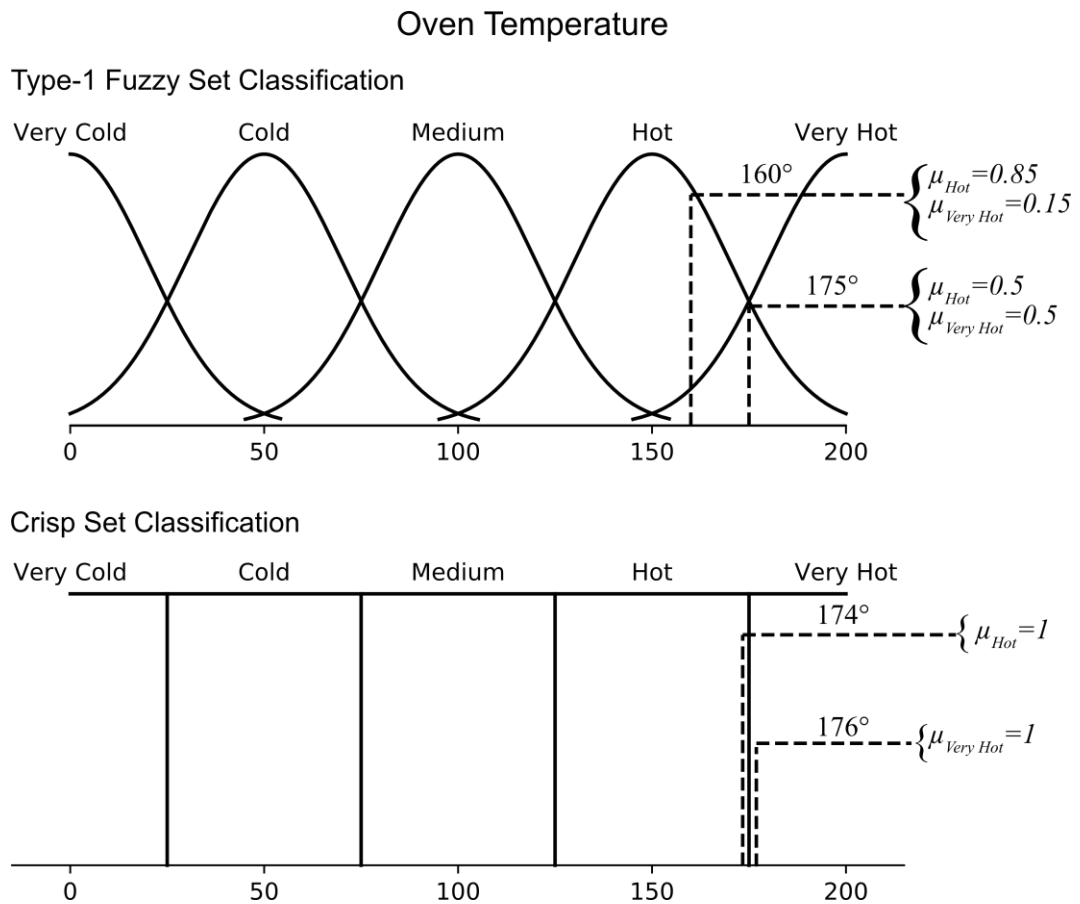 Oven Temperature
Type-1 Fuzzy Set Classification
Very Cold Cold Medium Hot Very Hot
160° { μHot=0.85
μVery Hot=0.15
175° { μHot=0.5
μVery Hot=0.5
0 50 100 150 200
Crisp Set Classification
Very Cold Cold Medium Hot Very Hot
174° { μHot=1
176° { μVery Hot=1
0 50 100 150 200